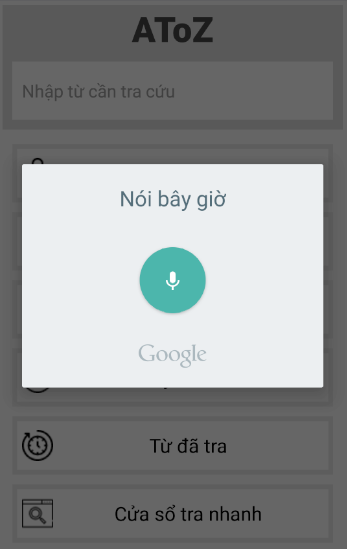 AToZ
Nhập từ cần tra cứu
Nói bây giờ
Google
Từ đã tra
Cửa sổ tra nhanh